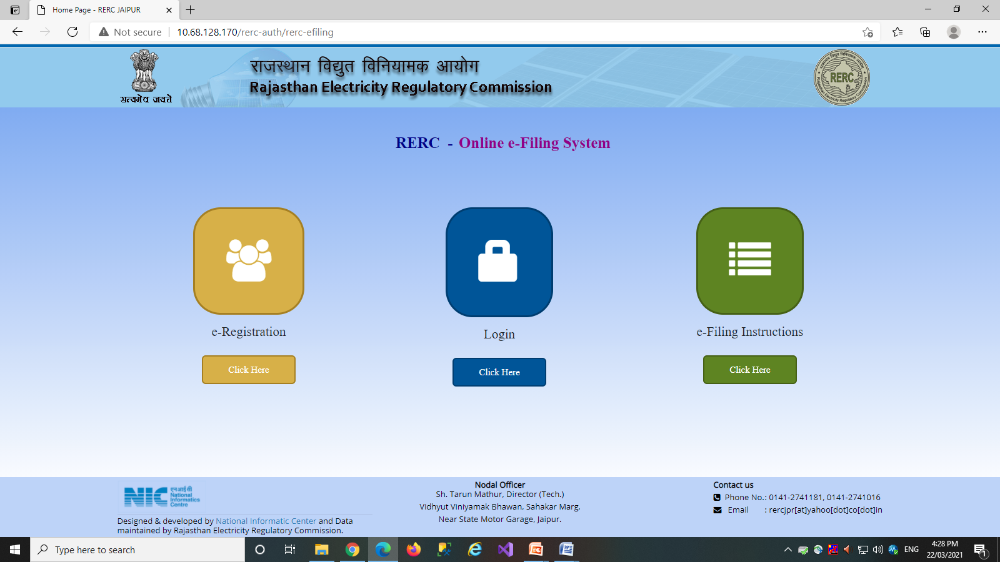 Home Page - RERC JAIPUR
Not secure
10.68.128.170/rerc-auth/rerc-efiling
सत्यमेव जयते
राजस्थान विद्युत विनियामक आयोग
Rajasthan Electricity Regulatory Commission
RERC
RERC - Online e-Filing System
e-Registration
Login
e-Filing Instructions
Click Here
Click Here
Click Here
NIC
एन आई सी
National
Informatics
Centre
Designed & developed by National Informatic Center and Data
maintained by Rajasthan Electricity Regulatory Commission.
Nodal Officer
Sh. Tarun Mathur, Director (Tech.)
Vidhyut Viniyamak Bhawan, Sahakar Marg,
Near State Motor Garage, Jaipur.
Contact us
Phone No.: 0141-2741181, 0141-2741016
Email : rercjpr[at]yahoo[dot]co[dot]in
Type here to search
ENG
4:28 PM
22/03/2021
1